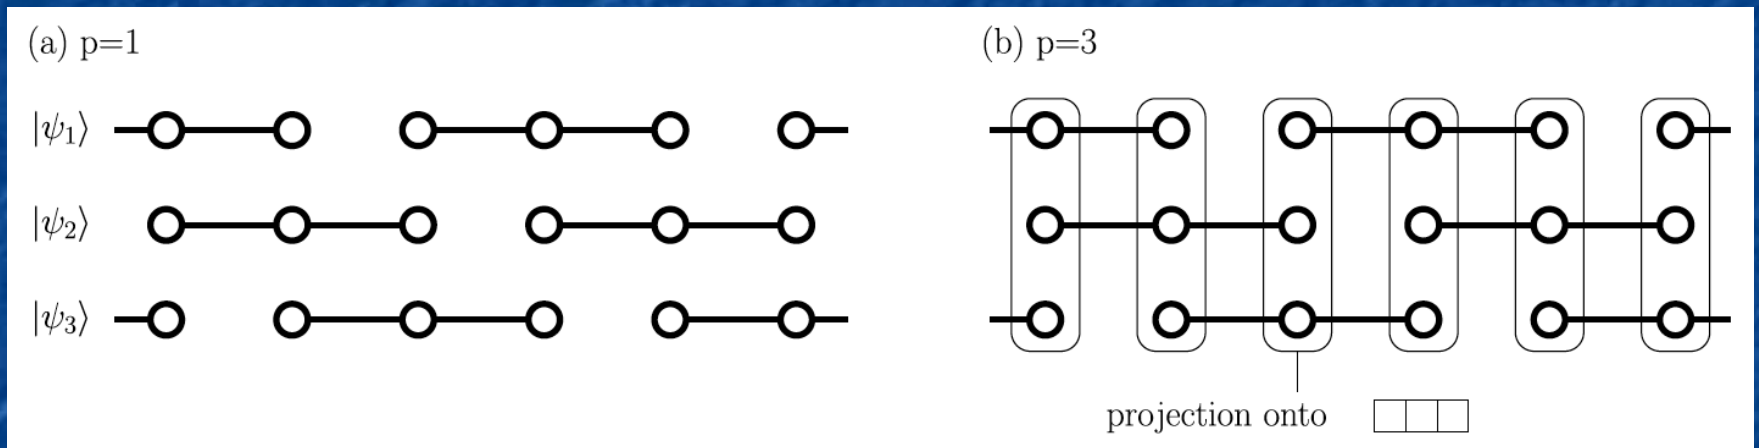 (a) p=1
(b) p=3
|ψ₁⟩
|ψ₂⟩
|ψ₃⟩
projection onto